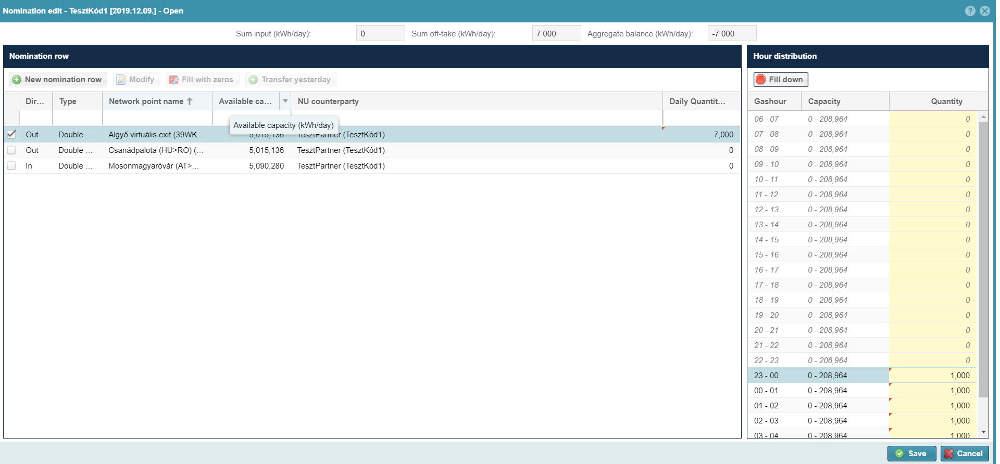 Nomination edit - TesztKód1 [2019.12.09.] - Open
Sum input (kWh/day): 0 Sum off-take (kWh/day): 7 000 Aggregate balance (kWh/day): -7 000
Nomination row
New nomination row Modify Fill with zeros Transfer yesterday
Dir... Type Network point name Available ca... NU counterparty Daily Quantit...
Available capacity (kWh/day)
Out Double ... Algyő virtuális exit (39WK... 5,015,136 TesztPartner (TesztKód1) 7,000
Out Double ... Csanádpalota (HU>RO) (... 5,015,136 TesztPartner (TesztKód1) 0
In Double ... Mosonmagyaróvár (AT>... 5,090,280 TesztPartner (TesztKód1) 0
Hour distribution
Fill down
Gashour Capacity Quantity
06 - 07 0 - 208,964 0
07 - 08 0 - 208,964 0
08 - 09 0 - 208,964 0
09 - 10 0 - 208,964 0
10 - 11 0 - 208,964 0
11 - 12 0 - 208,964 0
12 - 13 0 - 208,964 0
13 - 14 0 - 208,964 0
14 - 15 0 - 208,964 0
15 - 16 0 - 208,964 0
16 - 17 0 - 208,964 0
17 - 18 0 - 208,964 0
18 - 19 0 - 208,964 0
19 - 20 0 - 208,964 0
20 - 21 0 - 208,964 0
21 - 22 0 - 208,964 0
22 - 23 0 - 208,964 0
23 - 00 0 - 208,964 1,000
00 - 01 0 - 208,964 1,000
01 - 02 0 - 208,964 1,000
02 - 03 0 - 208,964 1,000
03 - 04 0 - 208,964 1,000
Save Cancel